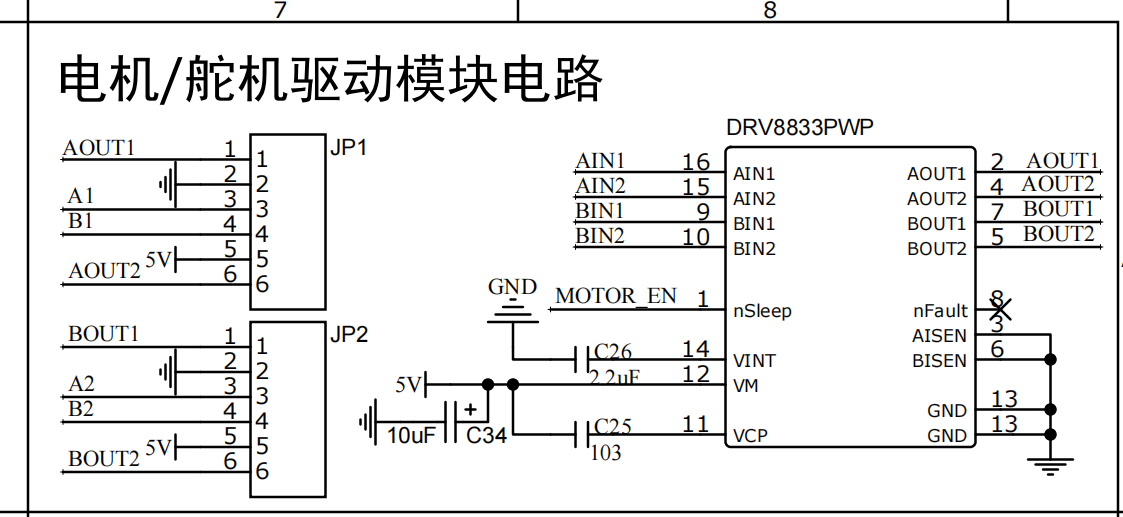 7
8
电机/舵机驱动模块电路
JP1
AOUT1 1 1
2 2
A1 3 3
B1 4 4
5V 5 5
AOUT2 6 6
JP2
BOUT1 1 1
2 2
A2 3 3
B2 4 4
5V 5 5
BOUT2 6 6
DRV8833PWP
AIN1 16 AIN1 AOUT1 2 AOUT1
AIN2 15 AIN2 AOUT2 4 AOUT2
BIN1 9 BIN1 BOUT1 7 BOUT1
BIN2 10 BIN2 BOUT2 5 BOUT2
GND
MOTOR_EN 1 nSleep nFault 8
AISEN 3
C26 14 VINT BISEN 6
2.2uF
5V 12 VM
GND 13
10uF + C34
C25 11 VCP GND 13
103